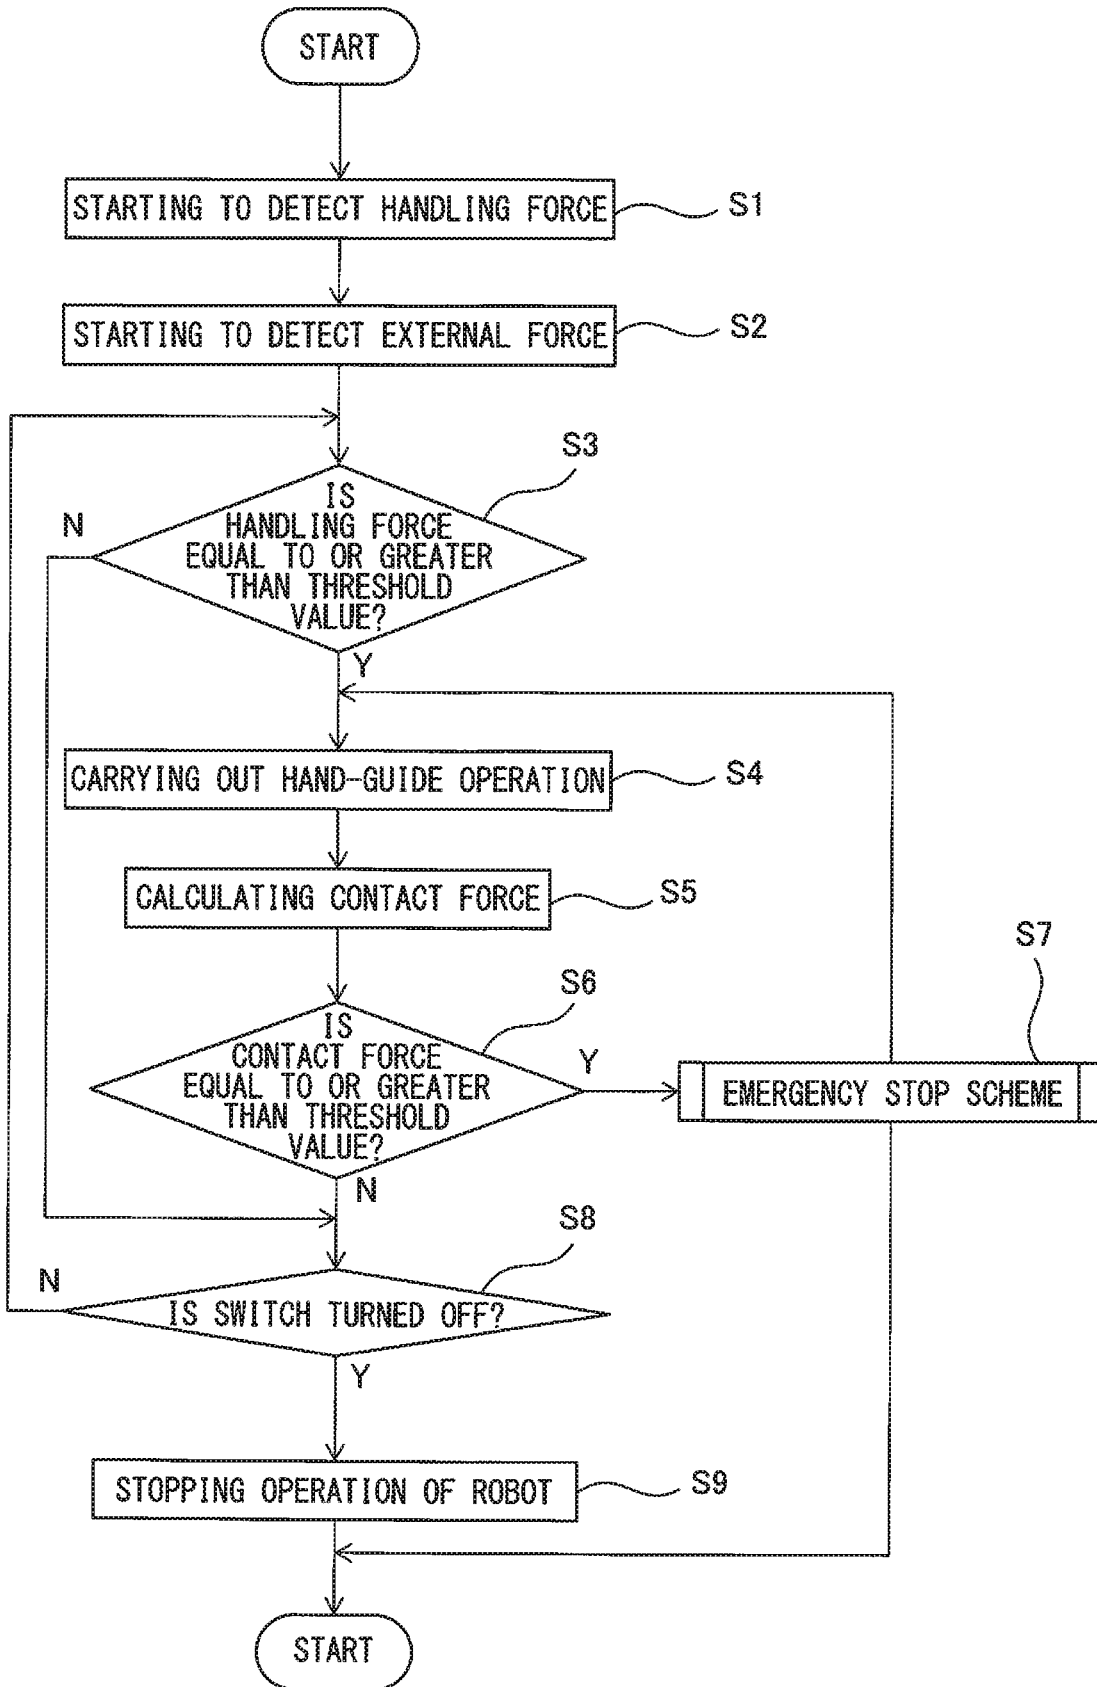 START
STARTING TO DETECT HANDLING FORCE
S1
STARTING TO DETECT EXTERNAL FORCE
S2
S3
N
IS
HANDLING FORCE
EQUAL TO OR GREATER
THAN THRESHOLD
VALUE?
Y
CARRYING OUT HAND-GUIDE OPERATION
S4
CALCULATING CONTACT FORCE
S5
S6
IS
CONTACT FORCE
EQUAL TO OR GREATER
THAN THRESHOLD
VALUE?
Y
S7
EMERGENCY STOP SCHEME
N
S8
N
IS SWITCH TURNED OFF?
Y
STOPPING OPERATION OF ROBOT
S9
START